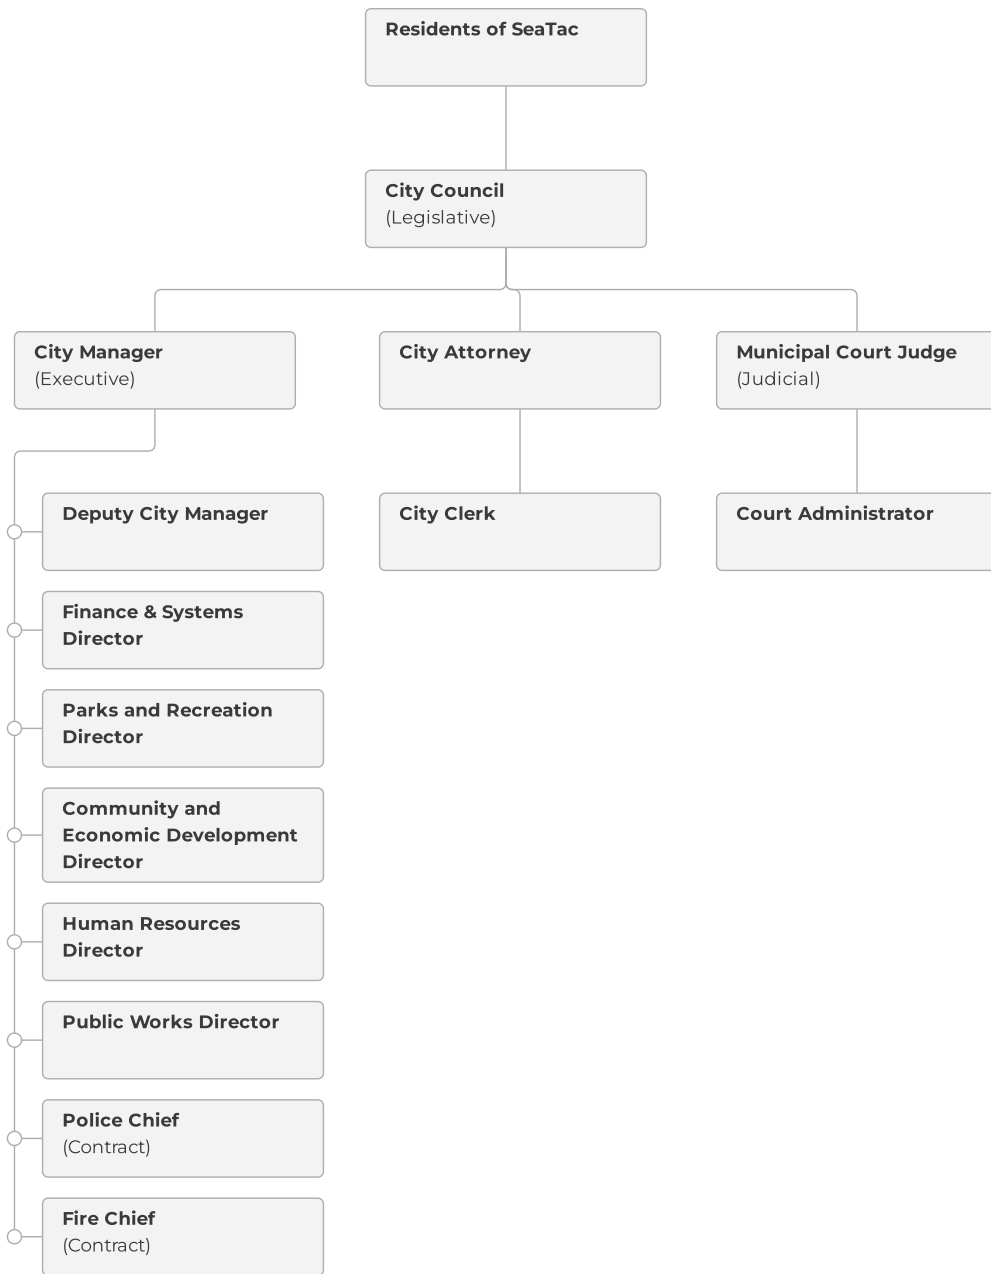 Residents of SeaTac
City Council
(Legislative)
City Manager
(Executive)
City Attorney
Municipal Court Judge
(Judicial)
Deputy City Manager
City Clerk
Court Administrator
Finance & Systems
Director
Parks and Recreation
Director
Community and
Economic Development
Director
Human Resources
Director
Public Works Director
Police Chief
(Contract)
Fire Chief
(Contract)